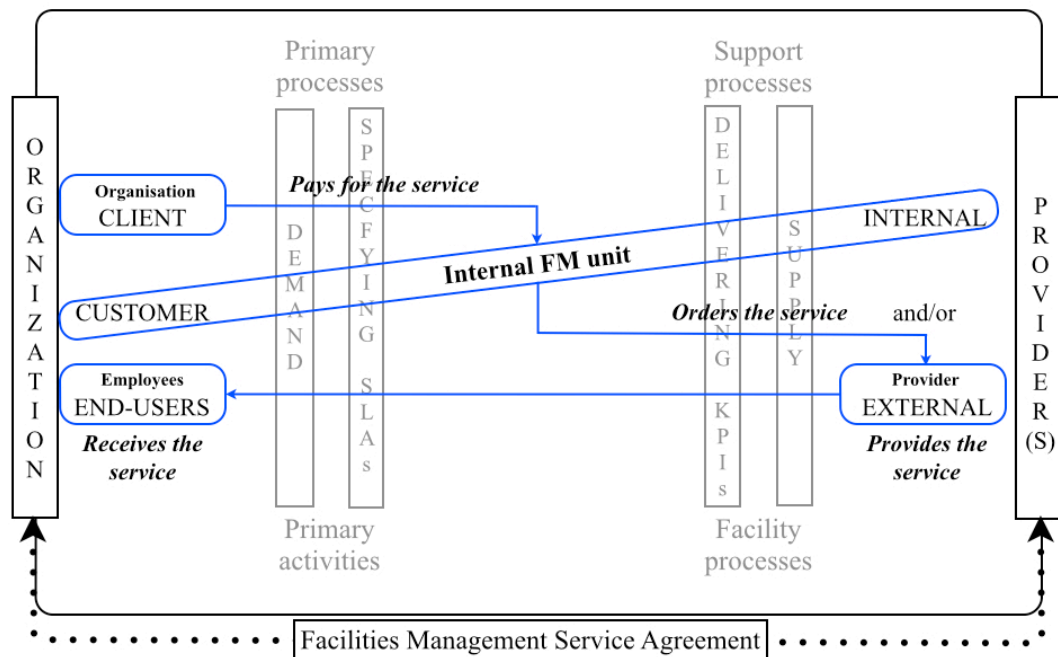 Primary
processes
Support
processes
ORGANIZATION
DEMAND
SPECFYING SLAs
DELIVERING KPIs
SUPPLY
PROVIDER
(S)
Organisation
CLIENT
Pays for the service
INTERNAL
Internal FM unit
CUSTOMER
Orders the service
and/or
Employees
END-USERS
Provider
EXTERNAL
Receives the
service
Provides the
service
Primary
activities
Facility
processes
Facilities Management Service Agreement